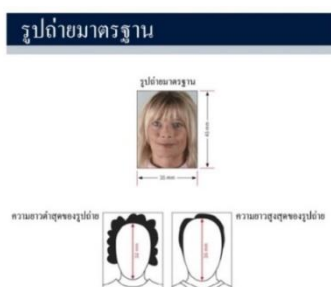 รูปถ่ายมาตรฐาน
รูปถ่ายมาตรฐาน
35 mm
ความยาวต่ำสุดของรูปถ่าย
ความยาวสูงสุดของรูปถ่าย